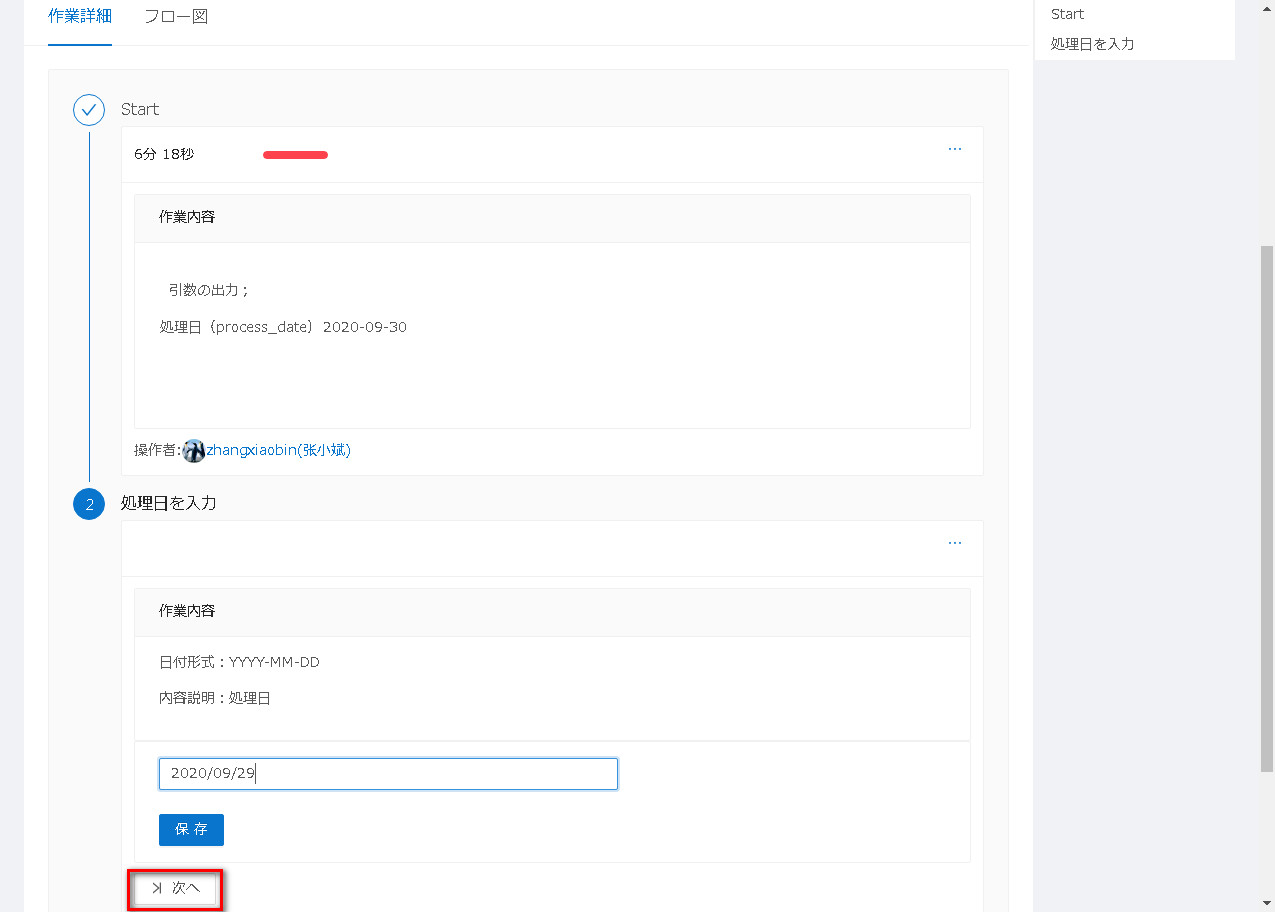 作業詳細 フロー図
Start
処理日を入力
Start
6分 18秒
...
作業内容
引数の出力；
処理日（process_date）2020-09-30
操作者:zhangxiaobin(张小斌)
2 処理日を入力
...
作業内容
日付形式：YYYY-MM-DD
内容説明：処理日
2020/09/29
保 存
次へ